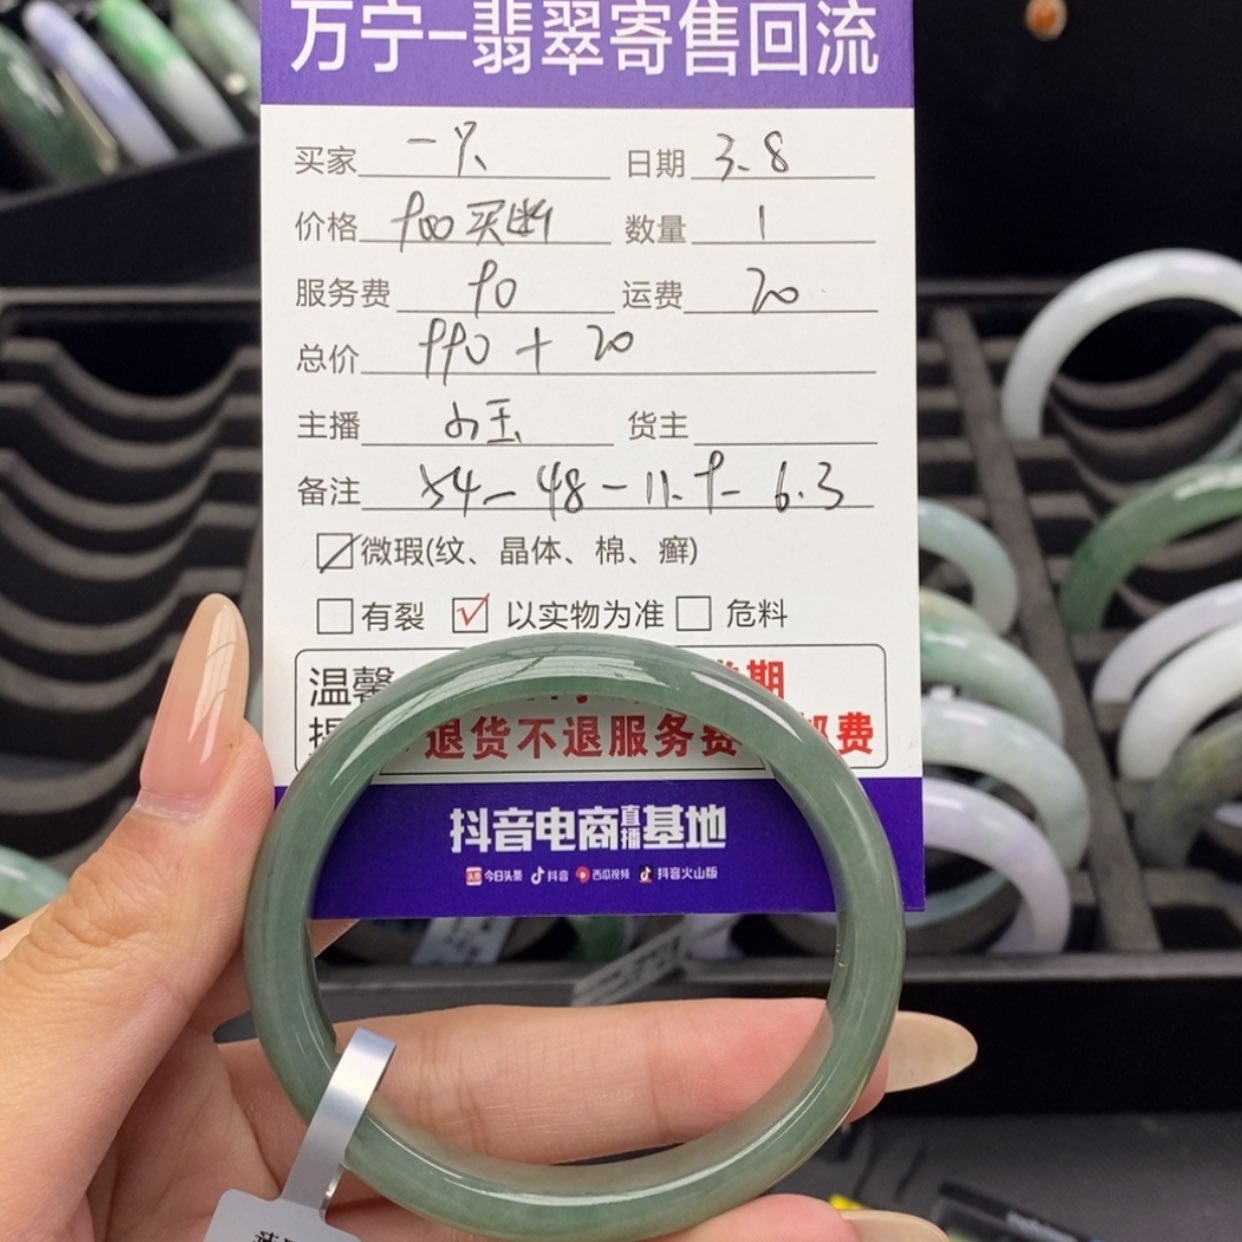 万宁-翡翠寄售回流
买家 一只 日期 3.8
价格 900买断 数量 1
服务费 90 运费 20
总价 990 + 20
主播 小玉 货主
备注 54-48-11.9-6.3
微瑕(纹、晶体、棉、癣)
有裂 以实物为准 危料
温馨 期
退货不退服务费 邮费
抖音电商直播基地
今日头条 抖音 西瓜视频 抖音火山版